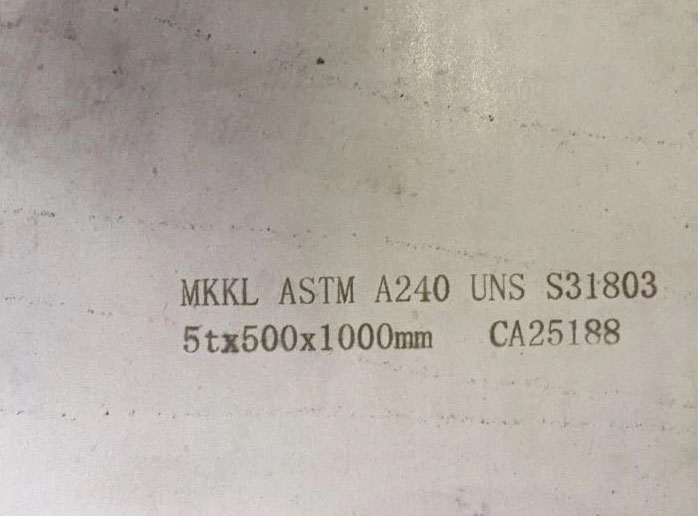 MKKL ASTM A240 UNS S31803
5tx500x1000mm CA25188